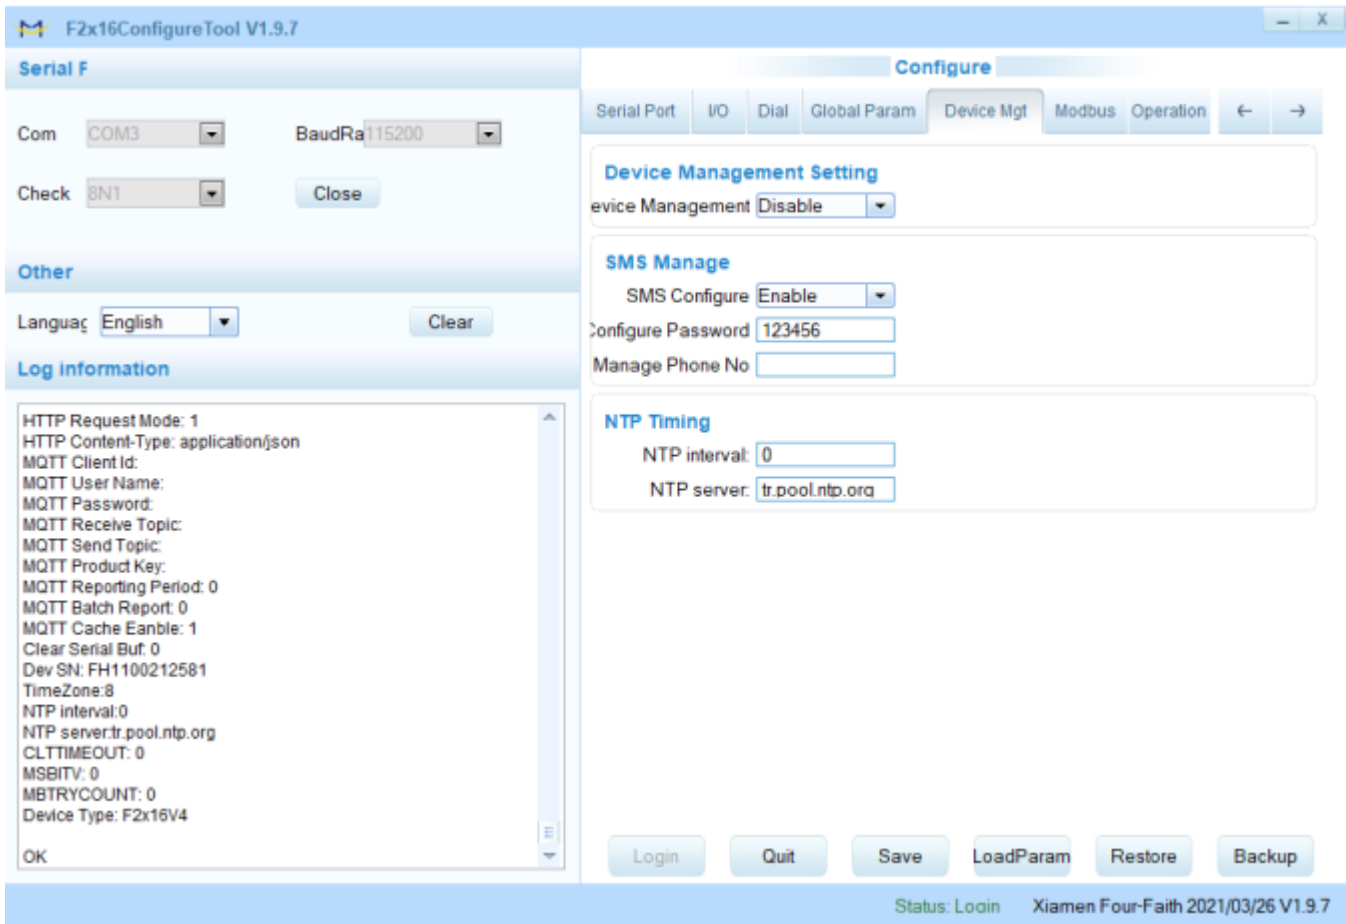 F2x16ConfigureTool V1.9.7
Serial F
Com COM3 BaudRa 115200
Check 8N1 Close
Other
Languag English Clear
Log information
HTTP Request Mode: 1
HTTP Content-Type: application/json
MQTT Client Id:
MQTT User Name:
MQTT Password:
MQTT Receive Topic:
MQTT Send Topic:
MQTT Product Key:
MQTT Reporting Period: 0
MQTT Batch Report: 0
MQTT Cache Eanble: 1
Clear Serial Buf: 0
Dev SN: FH1100212581
TimeZone:8
NTP interval:0
NTP server:tr.pool.ntp.org
CLTTIMEOUT: 0
MSBITV: 0
MBTRYCOUNT: 0
Device Type: F2x16V4
OK
Configure
Serial Port I/O Dial Global Param Device Mgt Modbus Operation ← →
Device Management Setting
evice Management Disable
SMS Manage
SMS Configure Enable
Configure Password 123456
Manage Phone No
NTP Timing
NTP interval: 0
NTP server: tr.pool.ntp.org
Login Quit Save LoadParam Restore Backup
Status: Login Xiamen Four-Faith 2021/03/26 V1.9.7